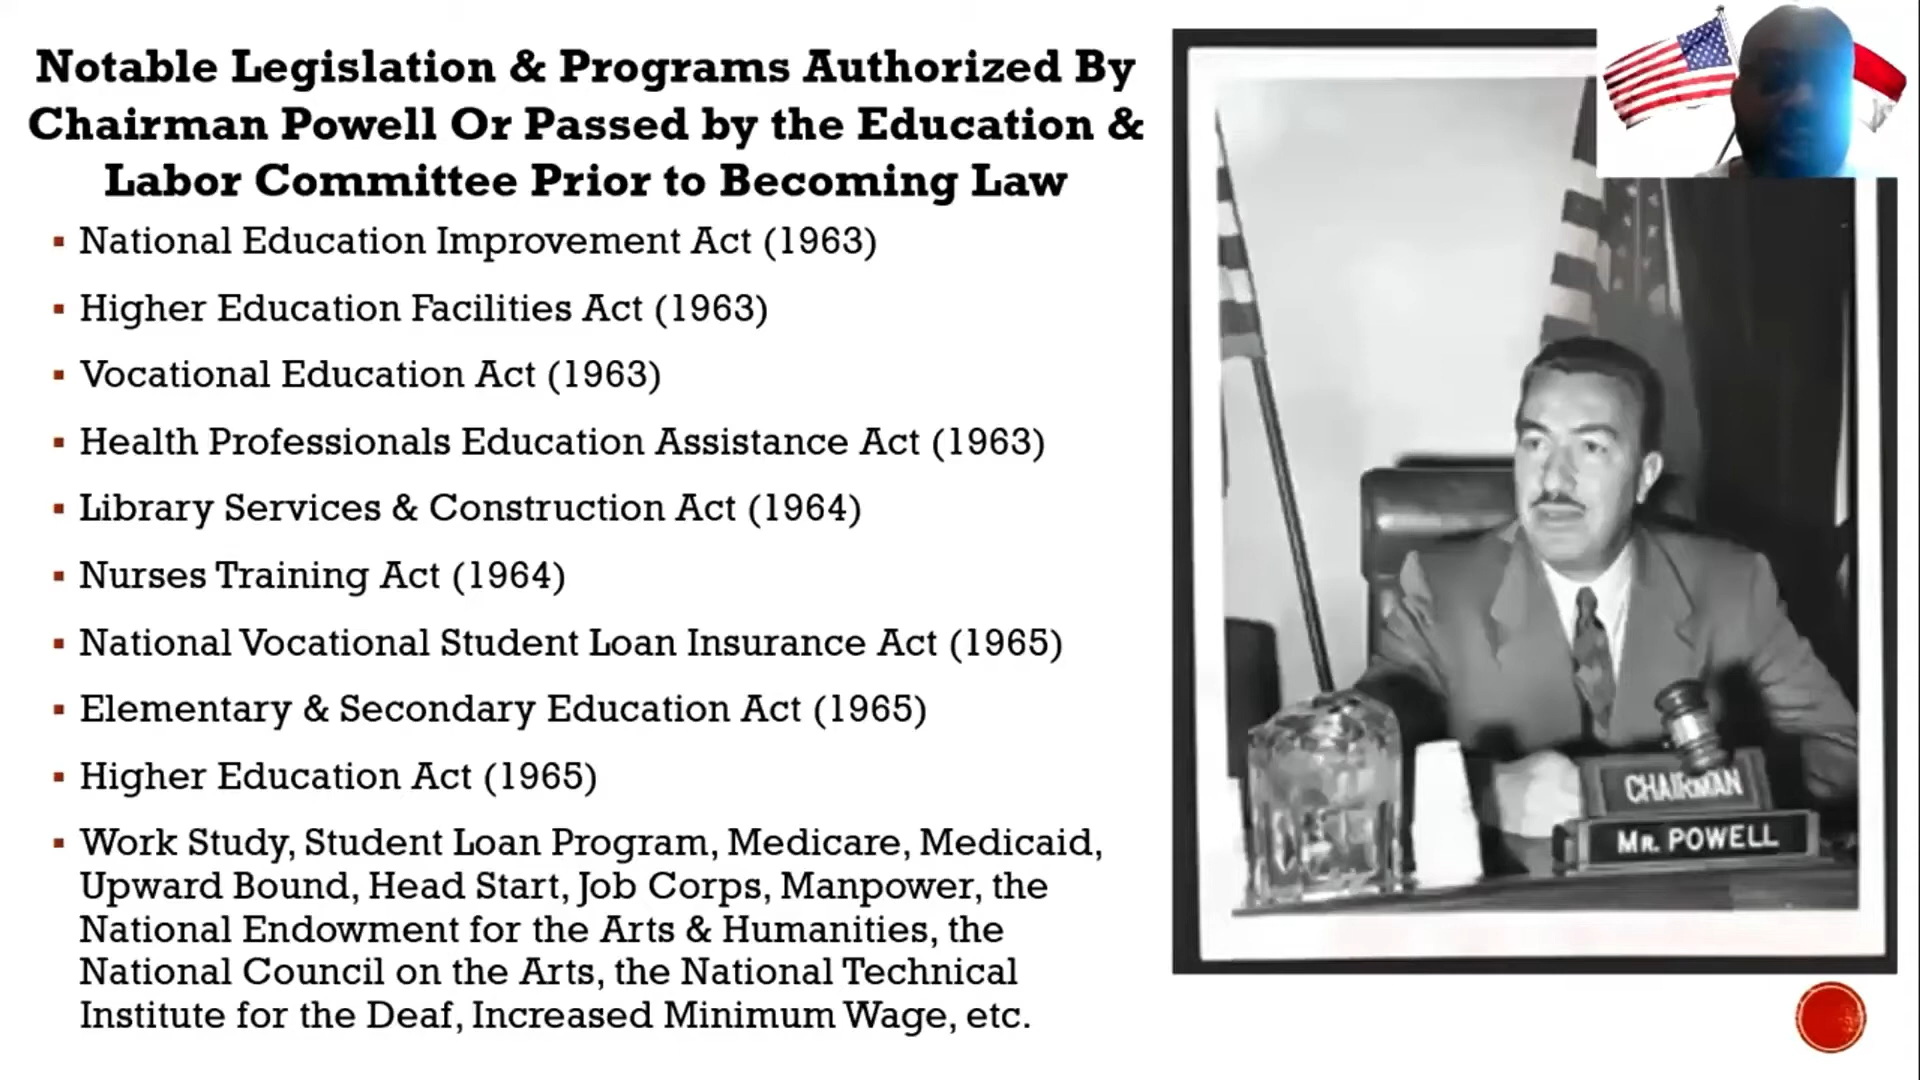 Notable Legislation & Programs Authorized By
Chairman Powell Or Passed by the Education &
Labor Committee Prior to Becoming Law
National Education Improvement Act (1963)
Higher Education Facilities Act (1963)
Vocational Education Act (1963)
Health Professionals Education Assistance Act (1963)
Library Services & Construction Act (1964)
Nurses Training Act (1964)
National Vocational Student Loan Insurance Act (1965)
Elementary & Secondary Education Act (1965)
Higher Education Act (1965)
Work Study, Student Loan Program, Medicare, Medicaid,
Upward Bound, Head Start, Job Corps, Manpower, the
National Endowment for the Arts & Humanities, the
National Council on the Arts, the National Technical
Institute for the Deaf, Increased Minimum Wage, etc.
CHAIRMAN
MR. POWELL